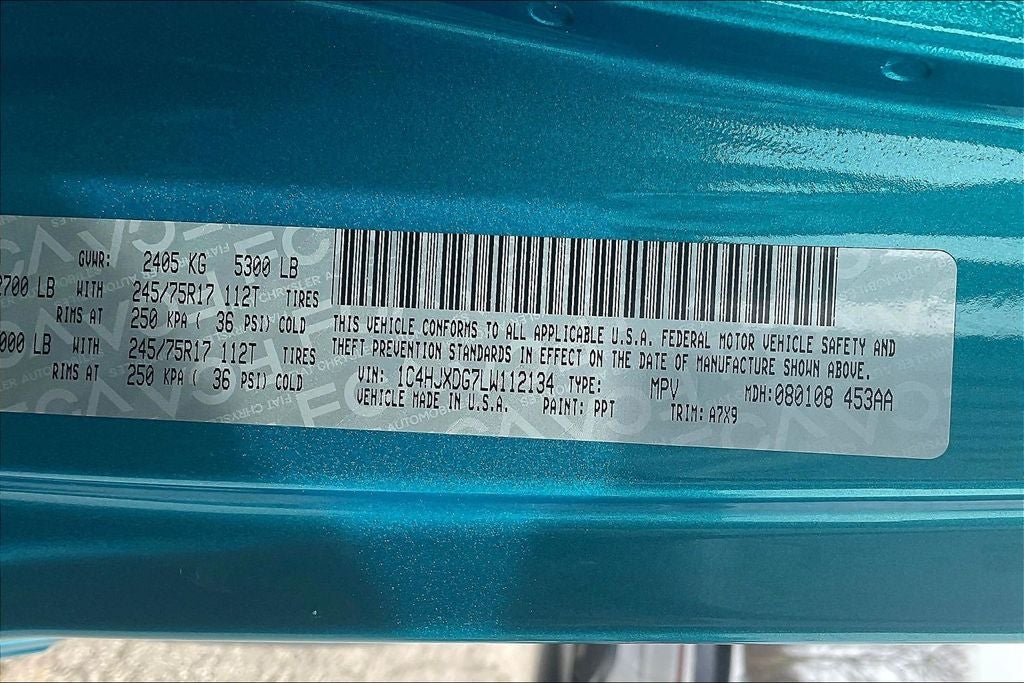 GVWR: 2405 KG 5300 LB
2700 LB WITH 245/75R17 112T TIRES
RIMS AT 250 KPA ( 36 PSI) COLD
000 LB WITH 245/75R17 112T TIRES
RIMS AT 250 KPA ( 36 PSI) COLD
THIS VEHICLE CONFORMS TO ALL APPLICABLE U.S.A. FEDERAL MOTOR VEHICLE SAFETY AND
THEFT PREVENTION STANDARDS IN EFFECT ON THE DATE OF MANUFACTURE SHOWN ABOVE.
VIN: 1C4HJXDG7LW112134 TYPE: MPV MDH:080108 453AA
VEHICLE MADE IN U.S.A. PAINT: PPT TRIM: A7X9